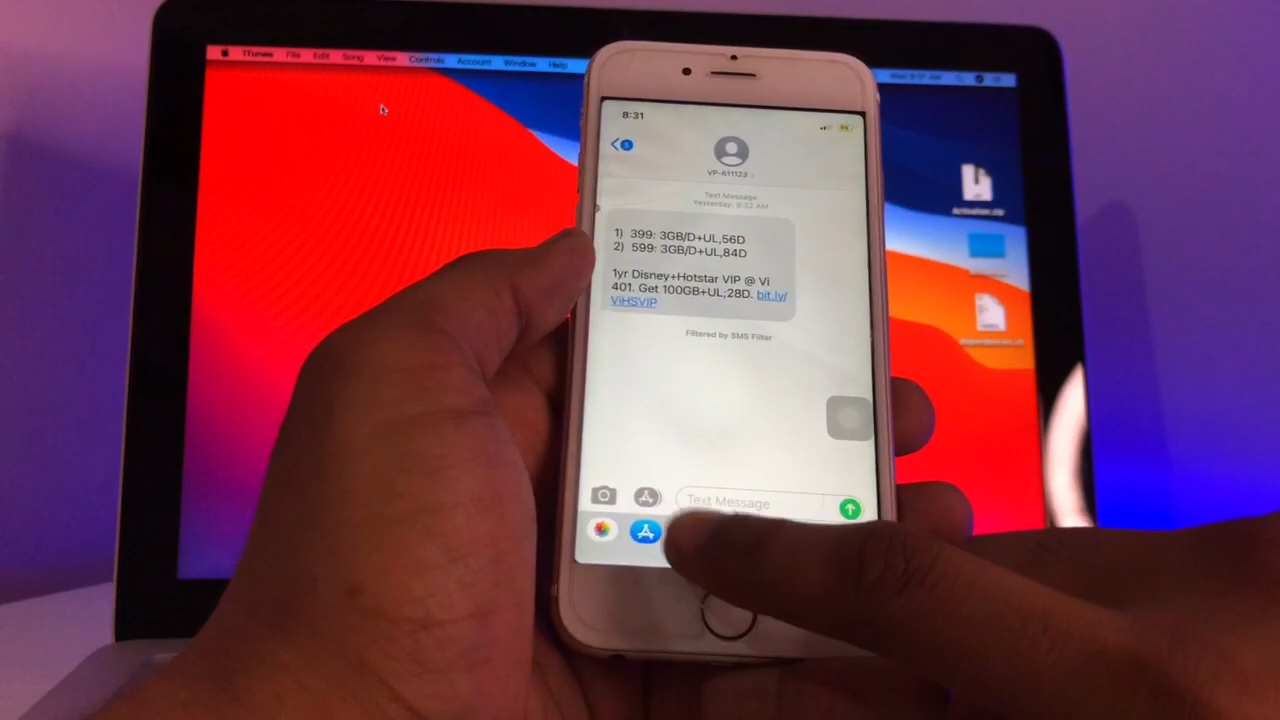 iTunes File Edit Song View Controls Account Window Help
8:31
VP-611123
Text Message
Yesterday, 9:32 AM
1) 399: 3GB/D+UL,56D
2) 599: 3GB/D+UL,84D
1yr Disney+Hotstar VIP @ Vi
401. Get 100GB+UL;28D. bit.ly/
ViHSVIP
Filtered by SMS Filter
Text Message